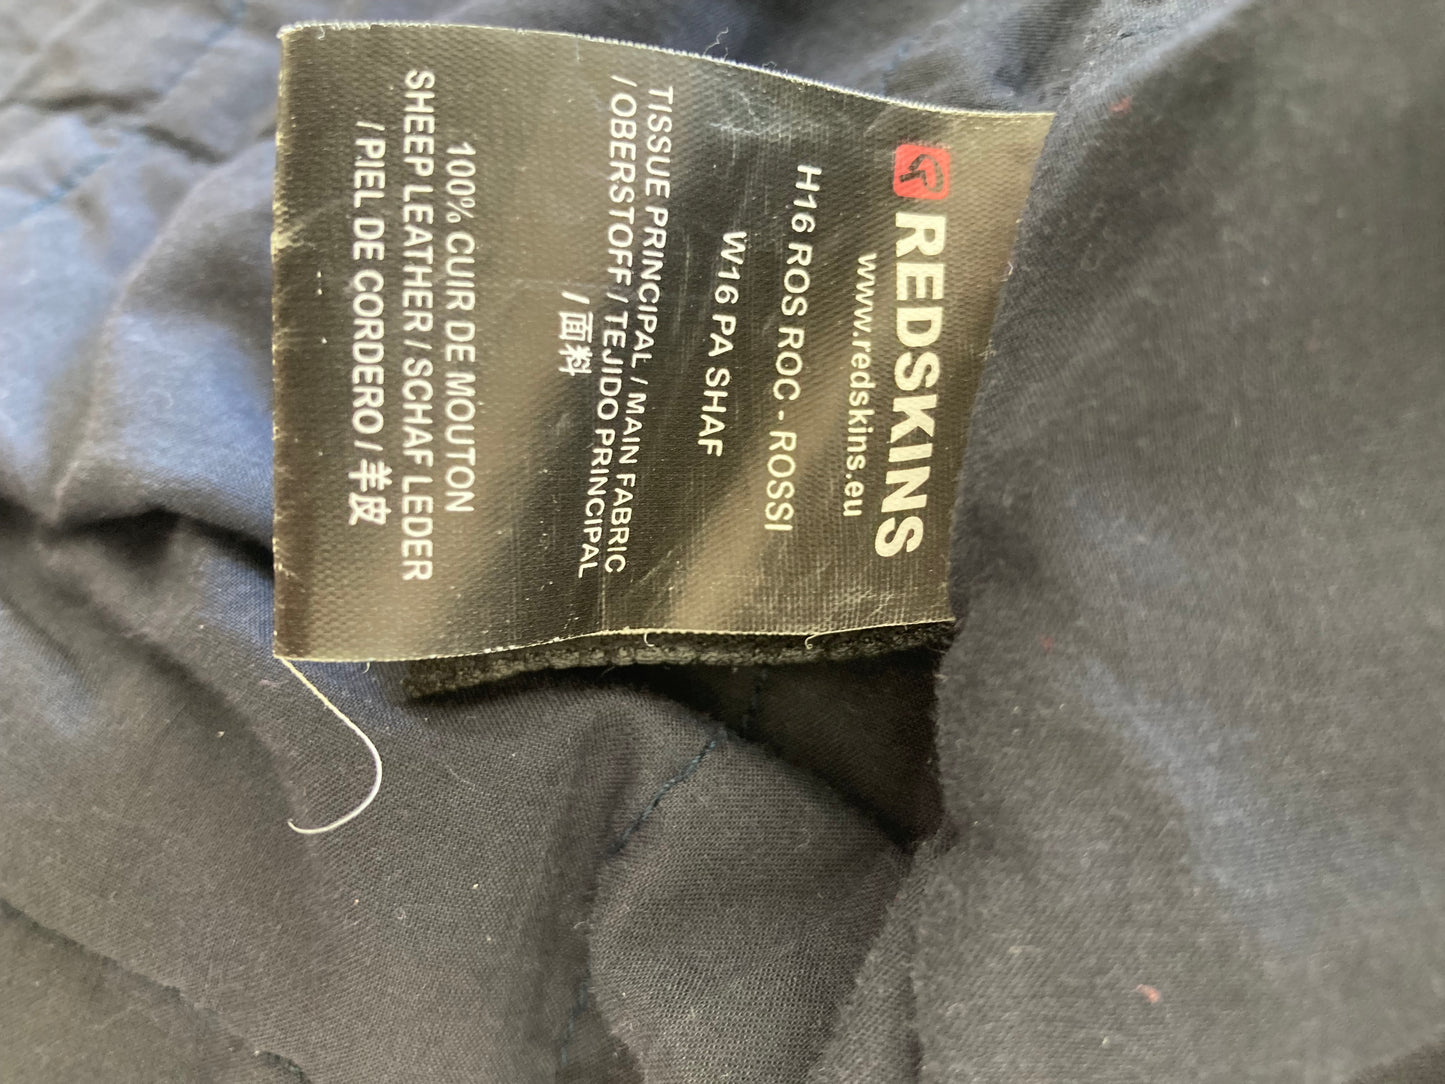 REDSKINS
www.redskins.eu
H16 ROS ROC - ROSSI
W16 PA SHAF
TISSUE PRINCIPAL / MAIN FABRIC
/ OBERSTOFF / TEJIDO PRINCIPAL
/ 面料
100% CUIR DE MOUTON
SHEEP LEATHER / SCHAF LEDER
/ PIEL DE CORDERO / 羊皮